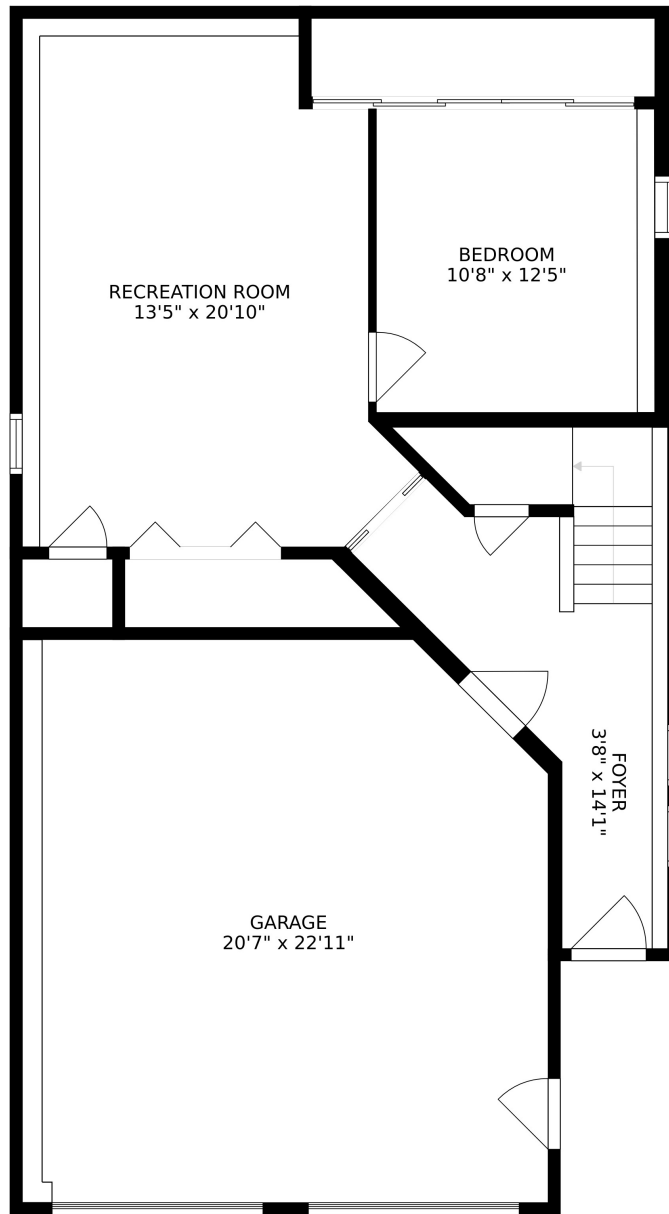 BEDROOM
10'8" x 12'5"
RECREATION ROOM
13'5" x 20'10"
FOYER
3'8" x 14'1"
GARAGE
20'7" x 22'11"